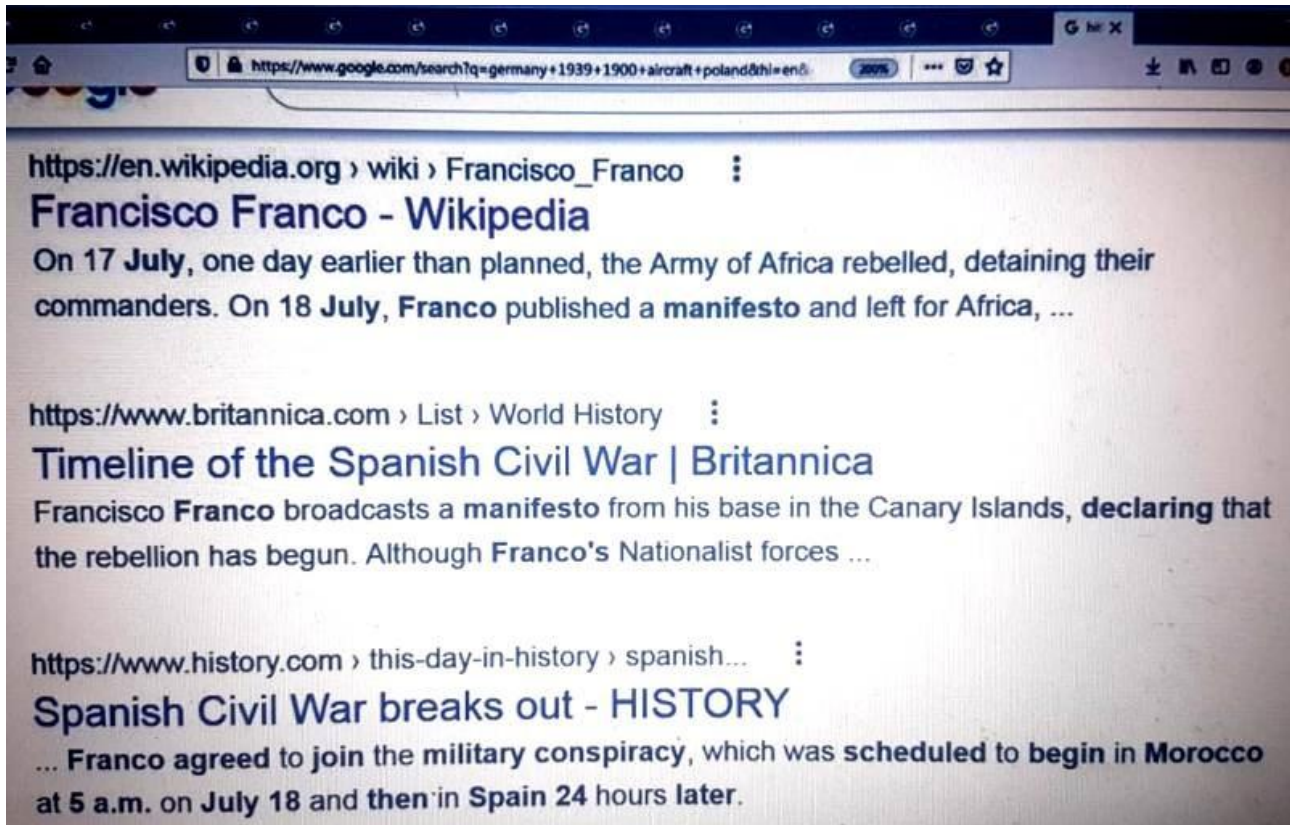 G
https://www.google.com/search?q=germany+1939+1900+aircraft+poland&hl=en&
200%
https://en.wikipedia.org › wiki › Francisco_Franco
Francisco Franco - Wikipedia
On 17 July, one day earlier than planned, the Army of Africa rebelled, detaining their
commanders. On 18 July, Franco published a manifesto and left for Africa, ...
https://www.britannica.com › List › World History
Timeline of the Spanish Civil War | Britannica
Francisco Franco broadcasts a manifesto from his base in the Canary Islands, declaring that
the rebellion has begun. Although Franco's Nationalist forces ...
https://www.history.com › this-day-in-history › spanish...
Spanish Civil War breaks out - HISTORY
... Franco agreed to join the military conspiracy, which was scheduled to begin in Morocco
at 5 a.m. on July 18 and then in Spain 24 hours later.